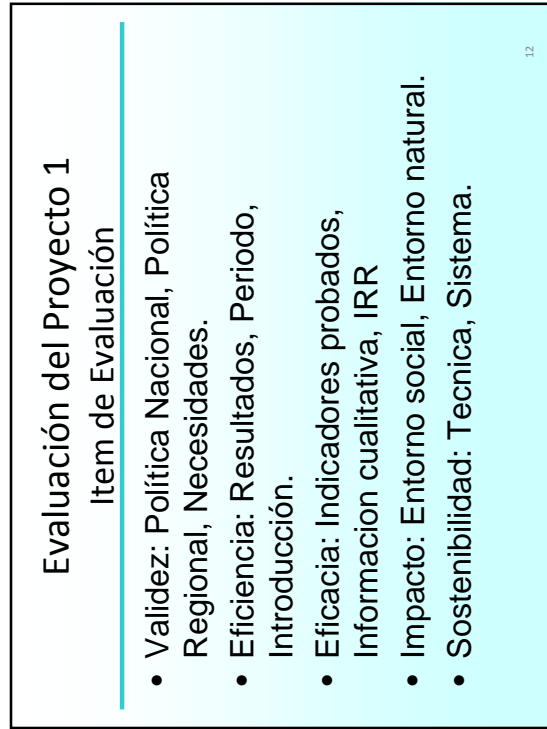 Evaluación del Proyecto 1
Item de Evaluación
• Validez: Política Nacional, Política
Regional, Necesidades.
• Eficiencia: Resultados, Periodo,
Introducción.
• Eficacia: Indicadores probados,
Informacion cualitativa, IRR
• Impacto: Entorno social, Entorno natural.
• Sostenibilidad: Tecnica, Sistema.
12